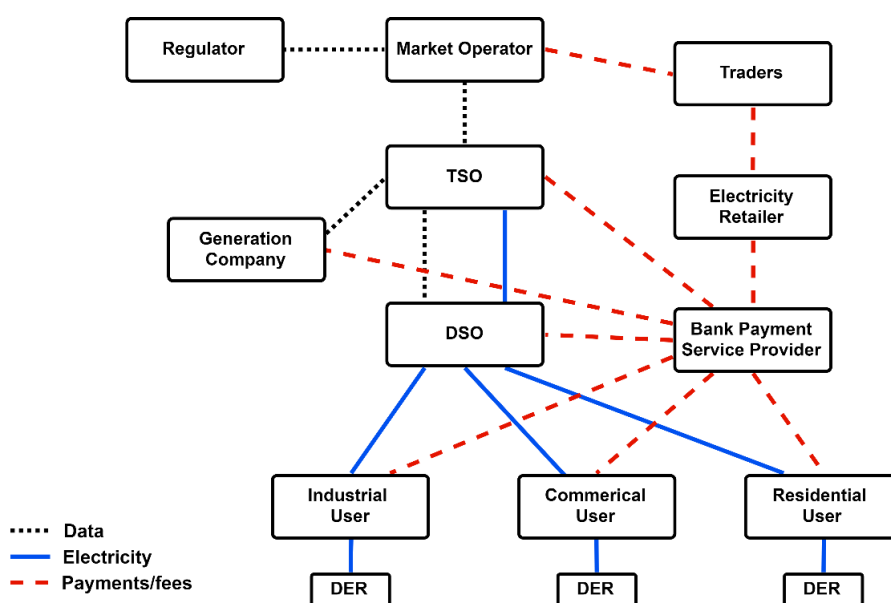 Regulator
Market Operator
Traders
TSO
Electricity
Retailer
Generation
Company
DSO
Bank Payment
Service Provider
Industrial
User
Commerical
User
Residential
User
Data
Electricity
Payments/fees
DER
DER
DER